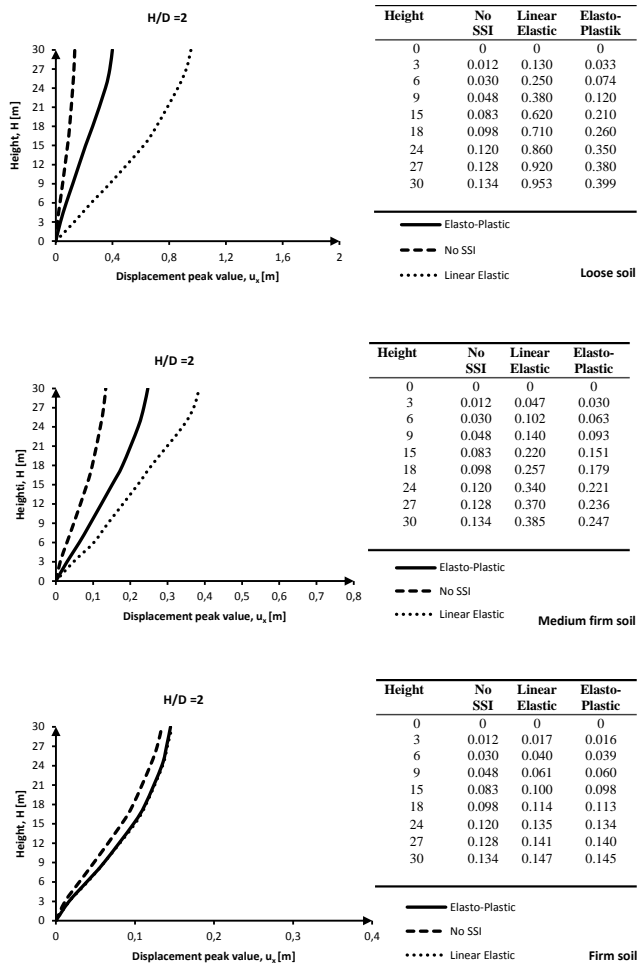 H/D =2
Height, H [m]
30
27
24
21
18
15
12
9
6
3
0
0 0,4 0,8 1,2 1,6 2
Displacement peak value, uₓ [m]
Height No Linear Elasto-
SSI Elastic Plastik
0 0 0 0
3 0.012 0.130 0.033
6 0.030 0.250 0.074
9 0.048 0.380 0.120
15 0.083 0.620 0.210
18 0.098 0.710 0.260
24 0.120 0.860 0.350
27 0.128 0.920 0.380
30 0.134 0.953 0.399
Elasto-Plastic
No SSI
Linear Elastic
Loose soil
H/D =2
Heighti, H [m]
30
27
24
21
18
15
12
9
6
3
0
0 0,1 0,2 0,3 0,4 0,5 0,6 0,7 0,8
Displacement peak value, uₓ [m]
Height No Linear Elasto-
SSI Elastic Plastic
0 0 0 0
3 0.012 0.047 0.030
6 0.030 0.102 0.063
9 0.048 0.140 0.093
15 0.083 0.220 0.151
18 0.098 0.257 0.179
24 0.120 0.340 0.221
27 0.128 0.370 0.236
30 0.134 0.385 0.247
Elasto-Plastic
No SSI
Linear Elastic
Medium firm soil
H/D =2
Height, H [m]
30
27
24
21
18
15
12
9
6
3
0
0 0,1 0,2 0,3 0,4
Displacement peak value, uₓ [m]
Height No Linear Elasto-
SSI Elastic Plastic
0 0 0 0
3 0.012 0.017 0.016
6 0.030 0.040 0.039
9 0.048 0.061 0.060
15 0.083 0.100 0.098
18 0.098 0.114 0.113
24 0.120 0.135 0.134
27 0.128 0.141 0.140
30 0.134 0.147 0.145
Elasto-Plastic
No SSI
Linear Elastic
Firm soil